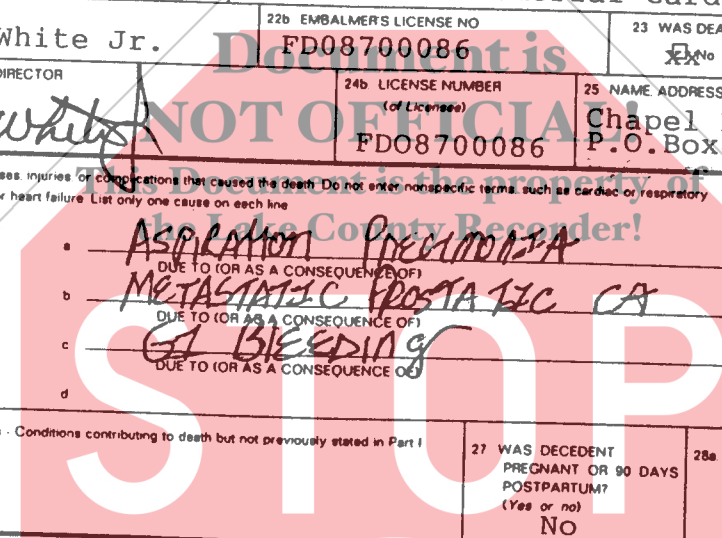 22b EMBALMER'S LICENSE NO
23 WAS DEA
White Jr.
FD08700086
xx No
DIRECTOR
24b LICENSE NUMBER
(of Licensee)
25 NAME. ADDRESS
White
FD08700086
Chapel
P.O.Box
Document is
NOT OFFICIAL!
This Document is the property of
the Lake County Recorder!
ses. injuries or complications that caused the death Do not enter nonspecific terms such as cardiac or respiratory
r heart failure List only one cause on each line
a ASPIRATION PNEUMONIA
DUE TO (OR AS A CONSEQUENCE OF)
b METASTATIC PROSTATIC CA
DUE TO (OR AS A CONSEQUENCE OF)
c GI BLEEDING
DUE TO (OR AS A CONSEQUENCE OF)
d
STOP
- Conditions contributing to death but not previously stated in Part I
27 WAS DECEDENT
PREGNANT OR 90 DAYS
POSTPARTUM?
(Yes or no)
No
28a.